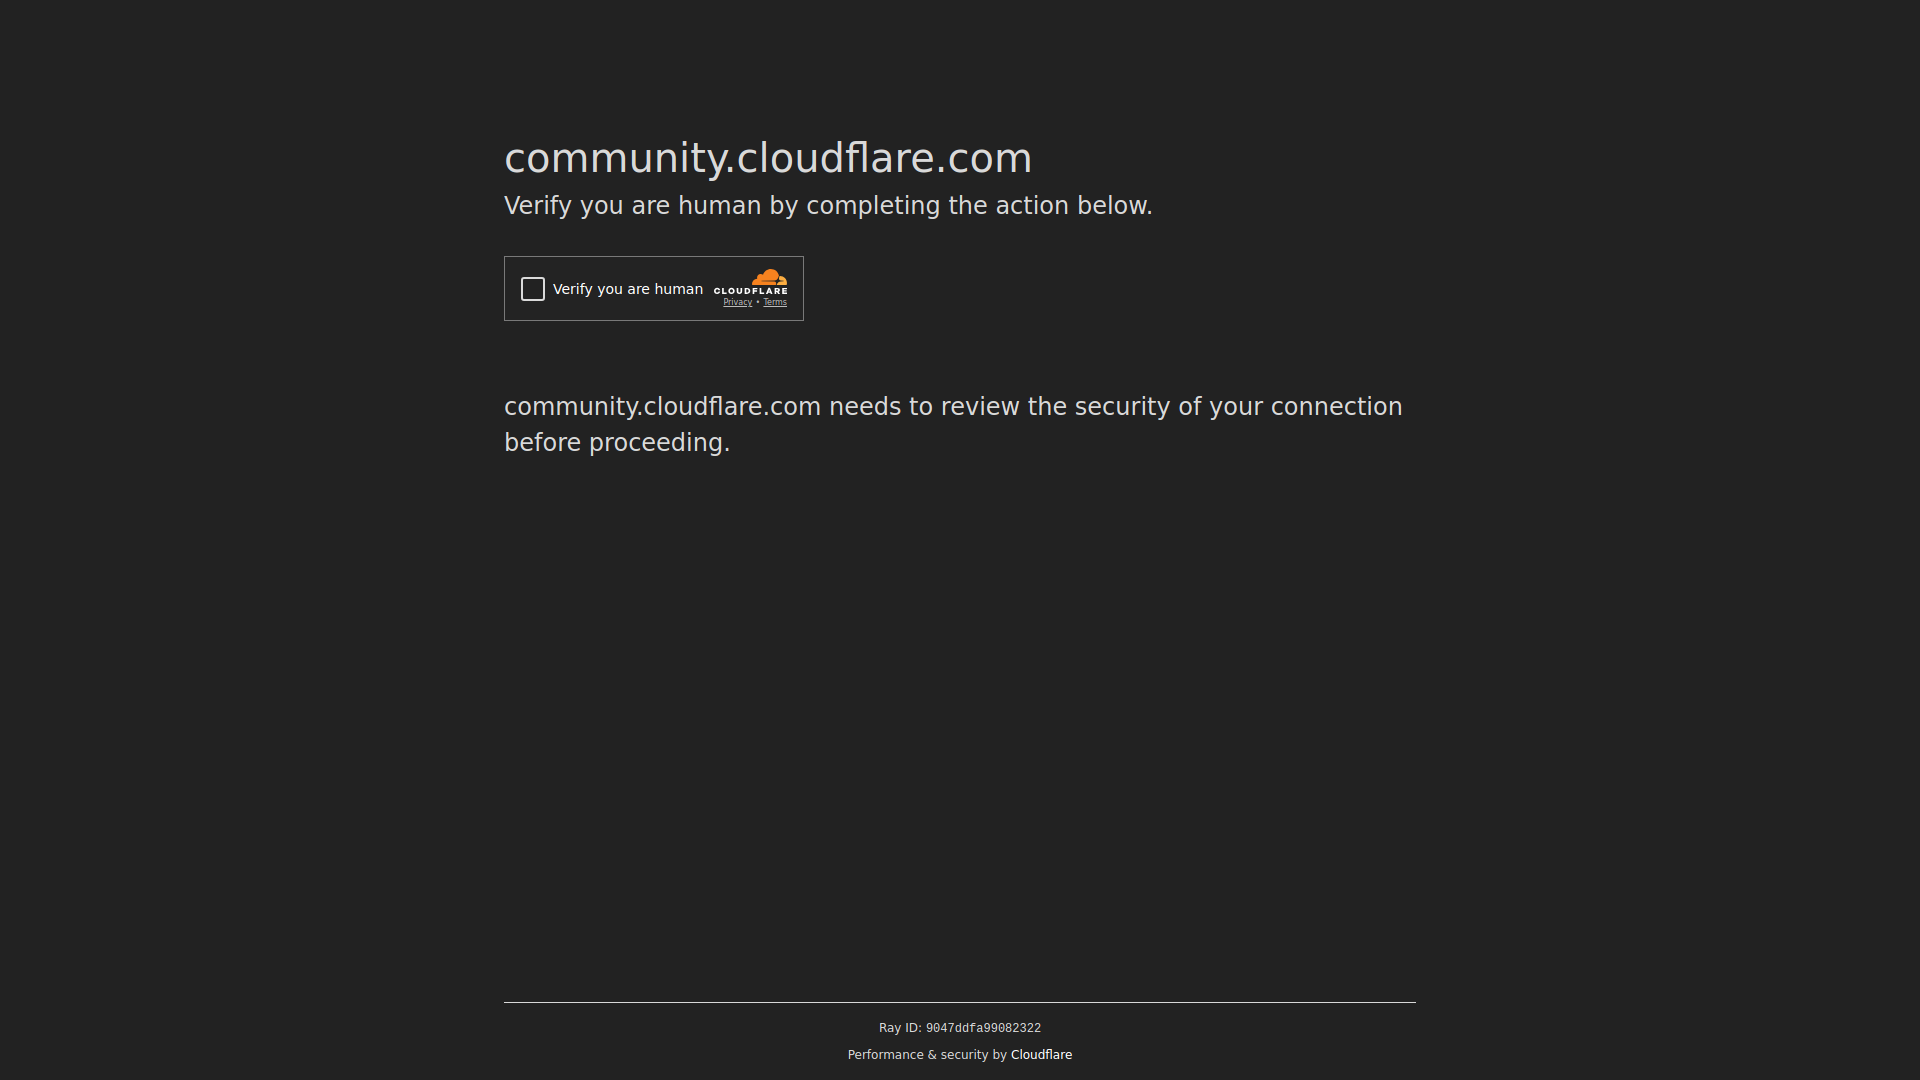 community.cloudflare.com
Verify you are human by completing the action below.
Verify you are human
CLOUDFLARE
Privacy • Terms
community.cloudflare.com needs to review the security of your connection
before proceeding.
Ray ID: 9047ddfa99082322
Performance & security by Cloudflare